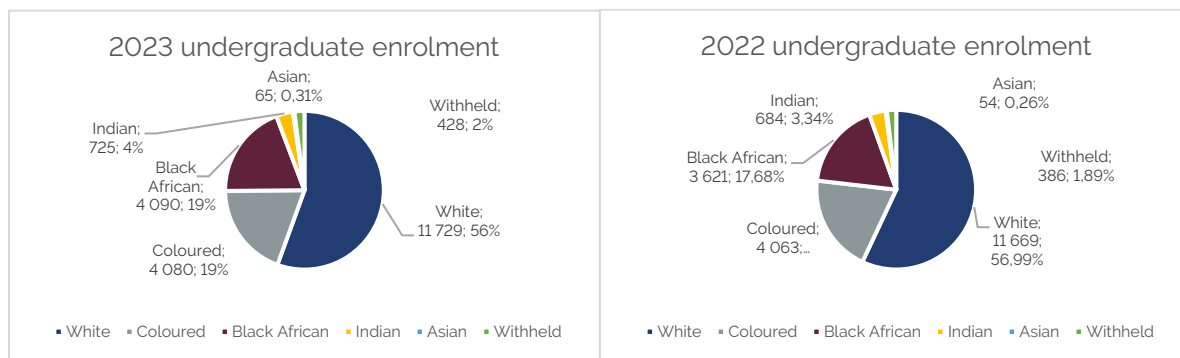 2023 undergraduate enrolment
Asian;
65; 0,31%
Withheld;
428; 2%
Indian;
725; 4%
Black
African;
4 090; 19%
White;
11 729; 56%
Coloured;
4 080; 19%
White Coloured Black African Indian Asian Withheld
2022 undergraduate enrolment
Asian;
54; 0,26%
Indian;
684; 3,34%
Black African;
3 621; 17,68%
Withheld;
386; 1,89%
Coloured;
4 063;...
White;
11 669;
56,99%
White Coloured Black African Indian Asian Withheld